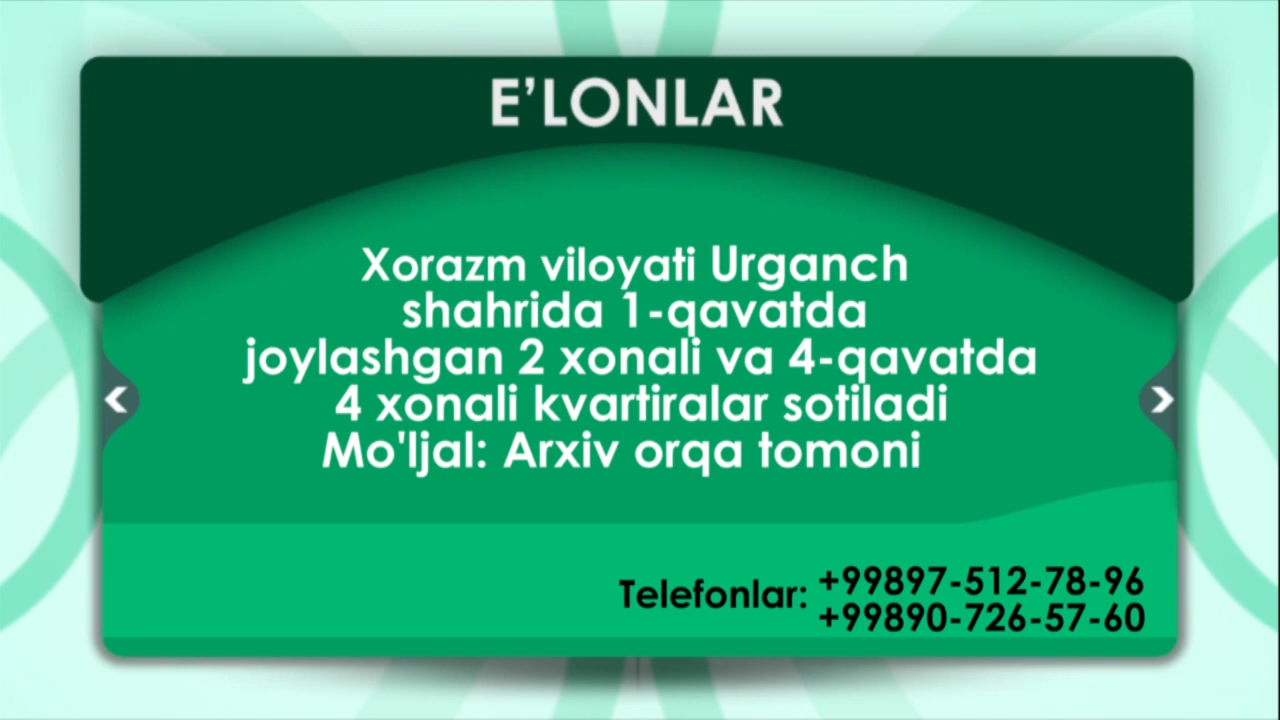 E’LONLAR
Xorazm viloyati Urganch
shahrida 1-qavatda
joylashgan 2 xonali va 4-qavatda
4 xonali kvartiralar sotiladi
Mo'ljal: Arxiv orqa tomoni
Telefonlar: +99897-512-78-96
+99890-726-57-60